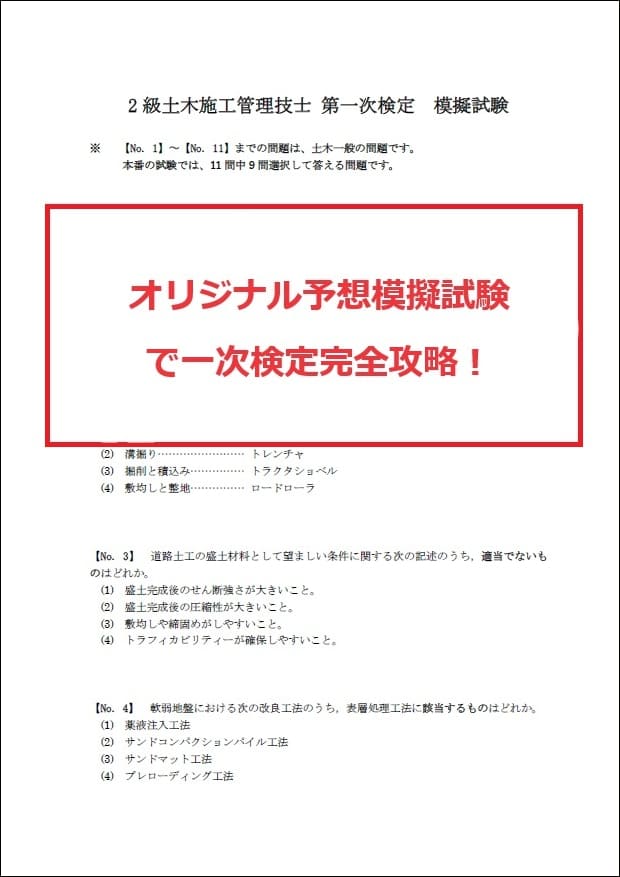 2級土木施工管理技士 第一次検定 模擬試験
※ 【No. 1】～【No. 11】までの問題は、土木一般の問題です。
本番の試験では、11問中9問選択して答える問題です。
オリジナル予想模擬試験
で一次検定完全攻略！
(2) 溝掘り…………………… トレンチャ
(3) 掘削と積込み…………… トラクタショベル
(4) 敷均しと整地…………… ロードローラ
【No. 3】 道路土工の盛土材料として望ましい条件に関する次の記述のうち，適当でないも
のはどれか。
(1) 盛土完成後のせん断強さが大きいこと。
(2) 盛土完成後の圧縮性が大きいこと。
(3) 敷均しや締固めがしやすいこと。
(4) トラフィカビリティーが確保しやすいこと。
【No. 4】 軟弱地盤における次の改良工法のうち，表層処理工法に該当するものはどれか。
(1) 薬液注入工法
(2) サンドコンパクションパイル工法
(3) サンドマット工法
(4) プレローディング工法